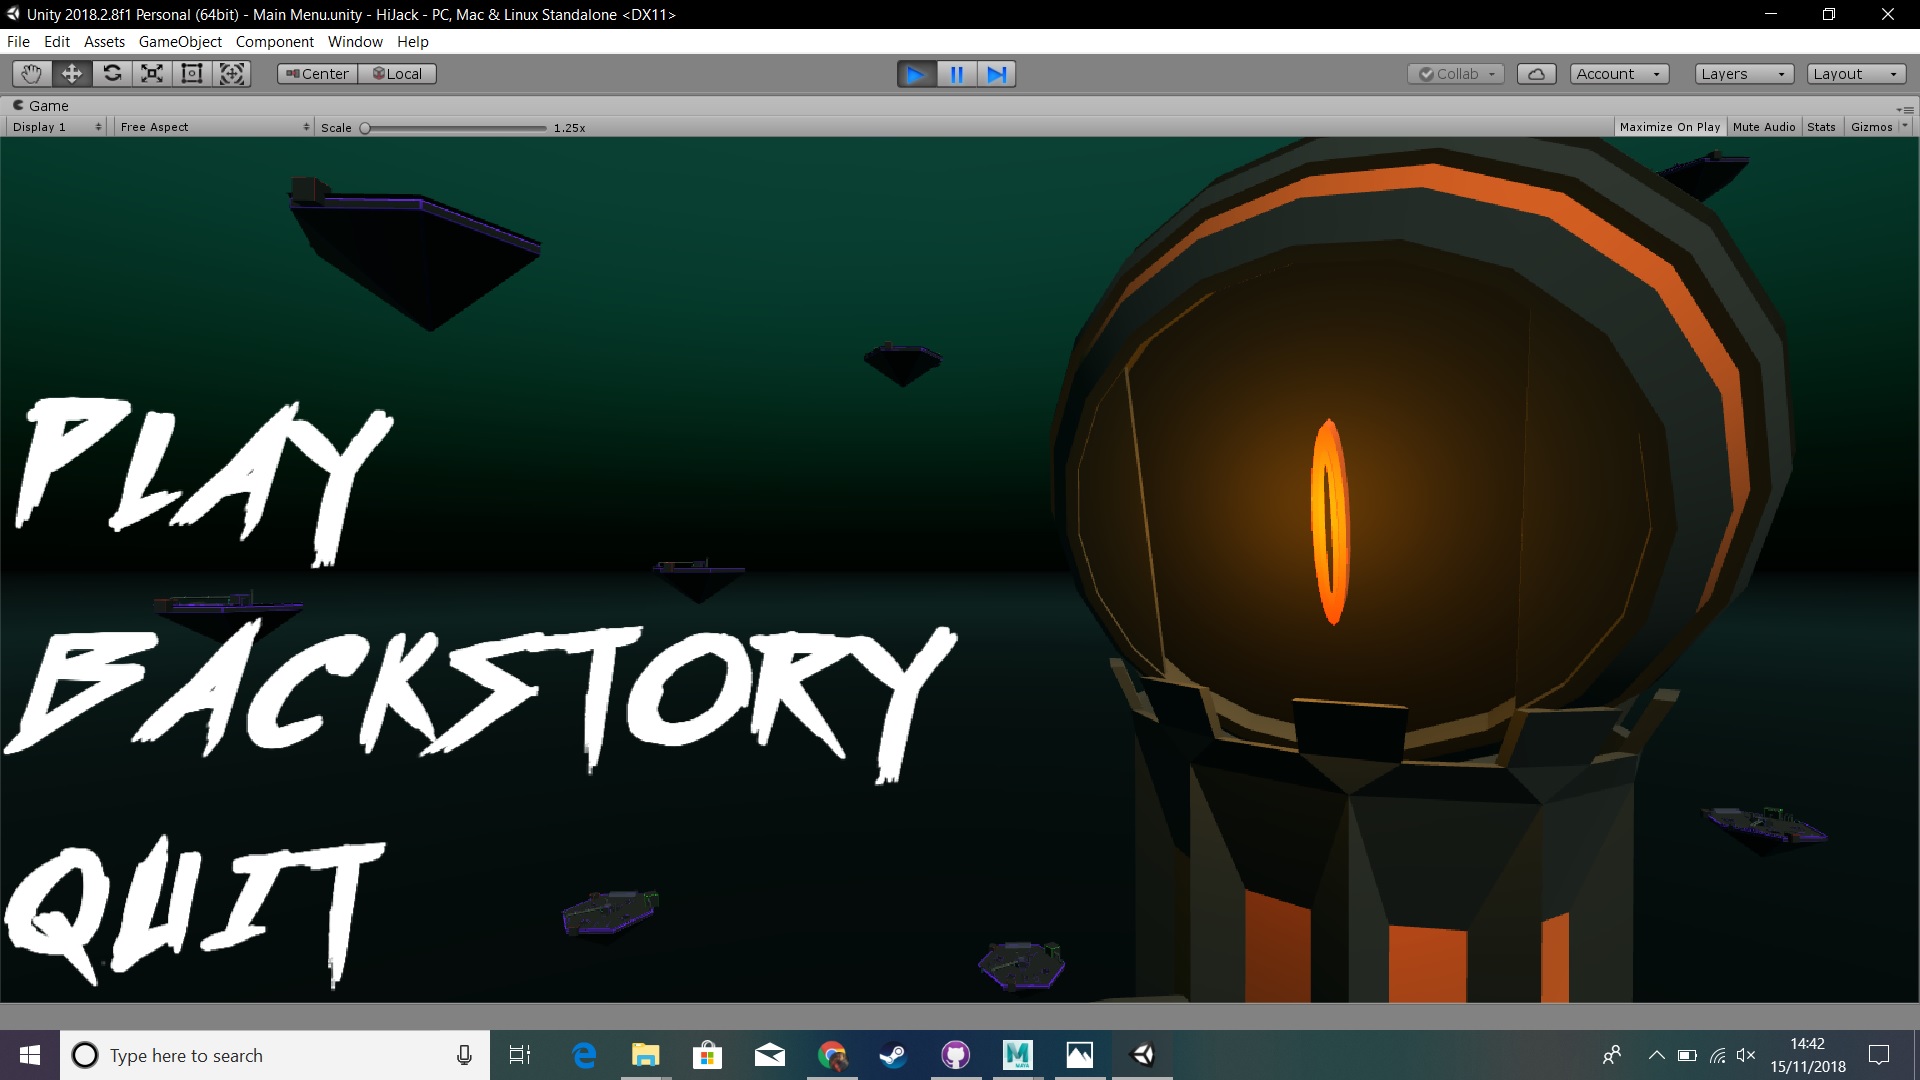 Unity 2018.2.8f1 Personal (64bit) - Main Menu.unity - HiJack - PC, Mac & Linux Standalone <DX11>
File Edit Assets GameObject Component Window Help
Center Local Collab Account Layers Layout
Game
Display 1 Free Aspect Scale 1.25x Maximize On Play Mute Audio Stats Gizmos
PLAY
BACKSTORY
QUIT
Type here to search
14:42
15/11/2018